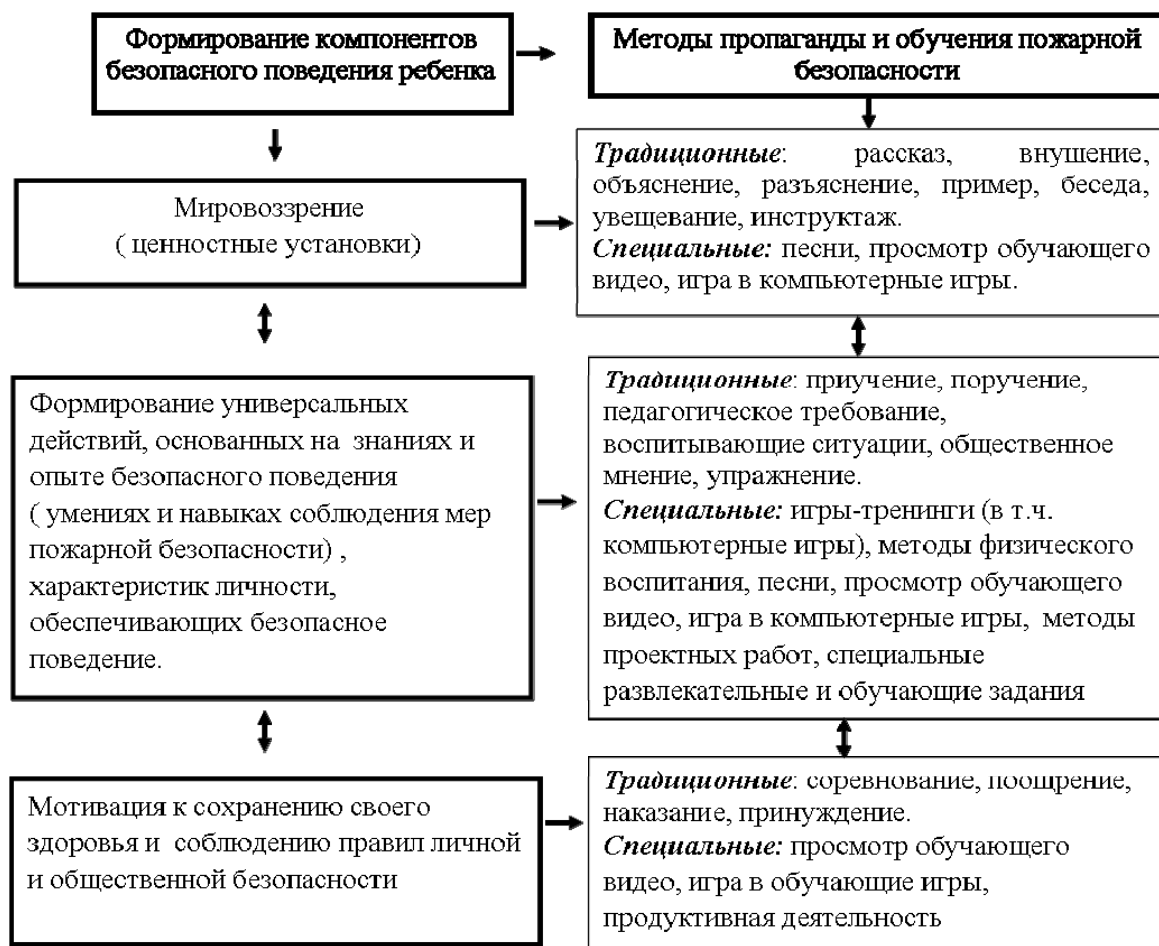 Формирование компонентов
безопасного поведения ребенка
Методы пропаганды и обучения пожарной
безопасности
Мировоззрение
( ценностные установки)
Традиционные: рассказ, внушение,
объяснение, разъяснение, пример, беседа,
увещевание, инструктаж.
Специальные: песни, просмотр обучающего
видео, игра в компьютерные игры.
Формирование универсальных
действий, основанных на знаниях и
опыте безопасного поведения
( умениях и навыках соблюдения мер
пожарной безопасности) ,
характеристик личности,
обеспечивающих безопасное
поведение.
Традиционные: приучение, поручение,
педагогическое требование,
воспитывающие ситуации, общественное
мнение, упражнение.
Специальные: игры-тренинги (в т.ч.
компьютерные игры), методы физического
воспитания, песни, просмотр обучающего
видео, игра в компьютерные игры, методы
проектных работ, специальные
развлекательные и обучающие задания
Мотивация к сохранению своего
здоровья и соблюдению правил личной
и общественной безопасности
Традиционные: соревнование, поощрение,
наказание, принуждение.
Специальные: просмотр обучающего
видео, игра в обучающие игры,
продуктивная деятельность